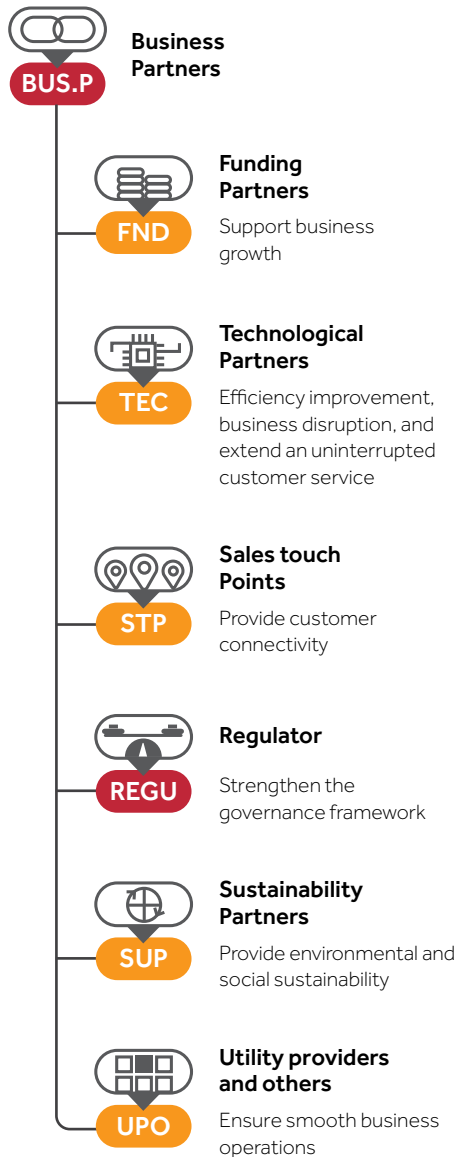 Business
Partners
BUS.P
Funding
Partners
FND
Support business
growth
Technological
Partners
TEC
Efficiency improvement,
business disruption, and
extend an uninterrupted
customer service
Sales touch
Points
STP
Provide customer
connectivity
Regulator
REGU
Strengthen the
governance framework
Sustainability
Partners
SUP
Provide environmental and
social sustainability
Utility providers
and others
UPO
Ensure smooth business
operations